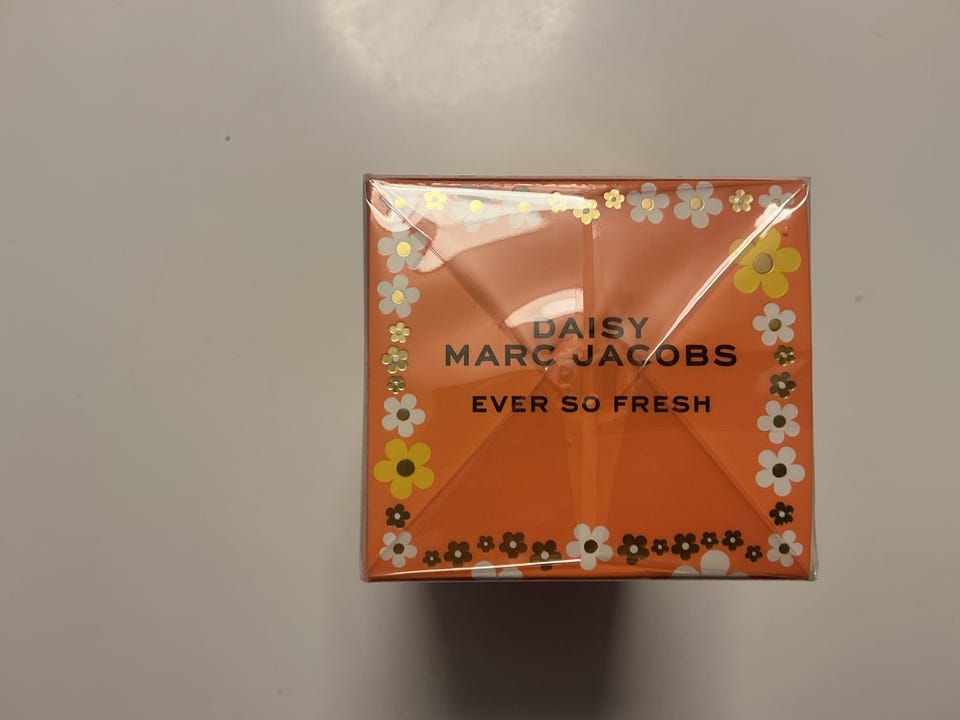 DAISY
MARC JACOBS
EVER SO FRESH